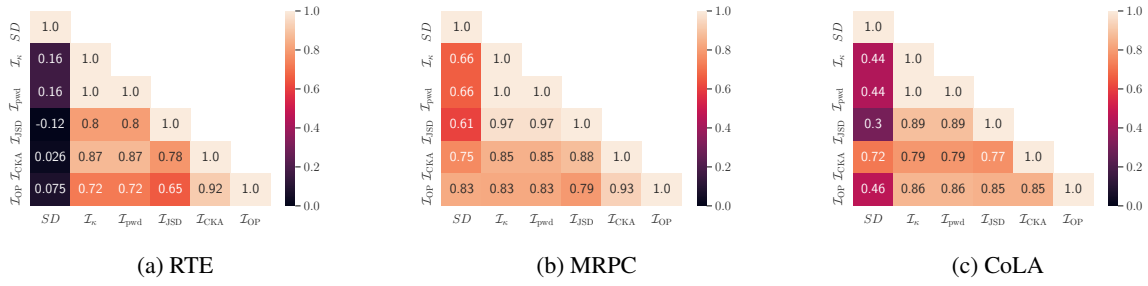 SD 1.0
I_κ 0.16 1.0
I_pwd 0.16 1.0 1.0
I_JSD -0.12 0.8 0.8 1.0
I_CKA 0.026 0.87 0.87 0.78 1.0
I_OP 0.075 0.72 0.72 0.65 0.92 1.0
SD I_κ I_pwd I_JSD I_CKA I_OP
1.0
0.8
0.6
0.4
0.2
0.0
(a) RTE
SD 1.0
I_κ 0.66 1.0
I_pwd 0.66 1.0 1.0
I_JSD 0.61 0.97 0.97 1.0
I_CKA 0.75 0.85 0.85 0.88 1.0
I_OP 0.83 0.83 0.83 0.79 0.93 1.0
SD I_κ I_pwd I_JSD I_CKA I_OP
1.0
0.8
0.6
0.4
0.2
0.0
(b) MRPC
SD 1.0
I_κ 0.44 1.0
I_pwd 0.44 1.0 1.0
I_JSD 0.3 0.89 0.89 1.0
I_CKA 0.72 0.79 0.79 0.77 1.0
I_OP 0.46 0.86 0.86 0.85 0.85 1.0
SD I_κ I_pwd I_JSD I_CKA I_OP
1.0
0.8
0.6
0.4
0.2
0.0
(c) CoLA